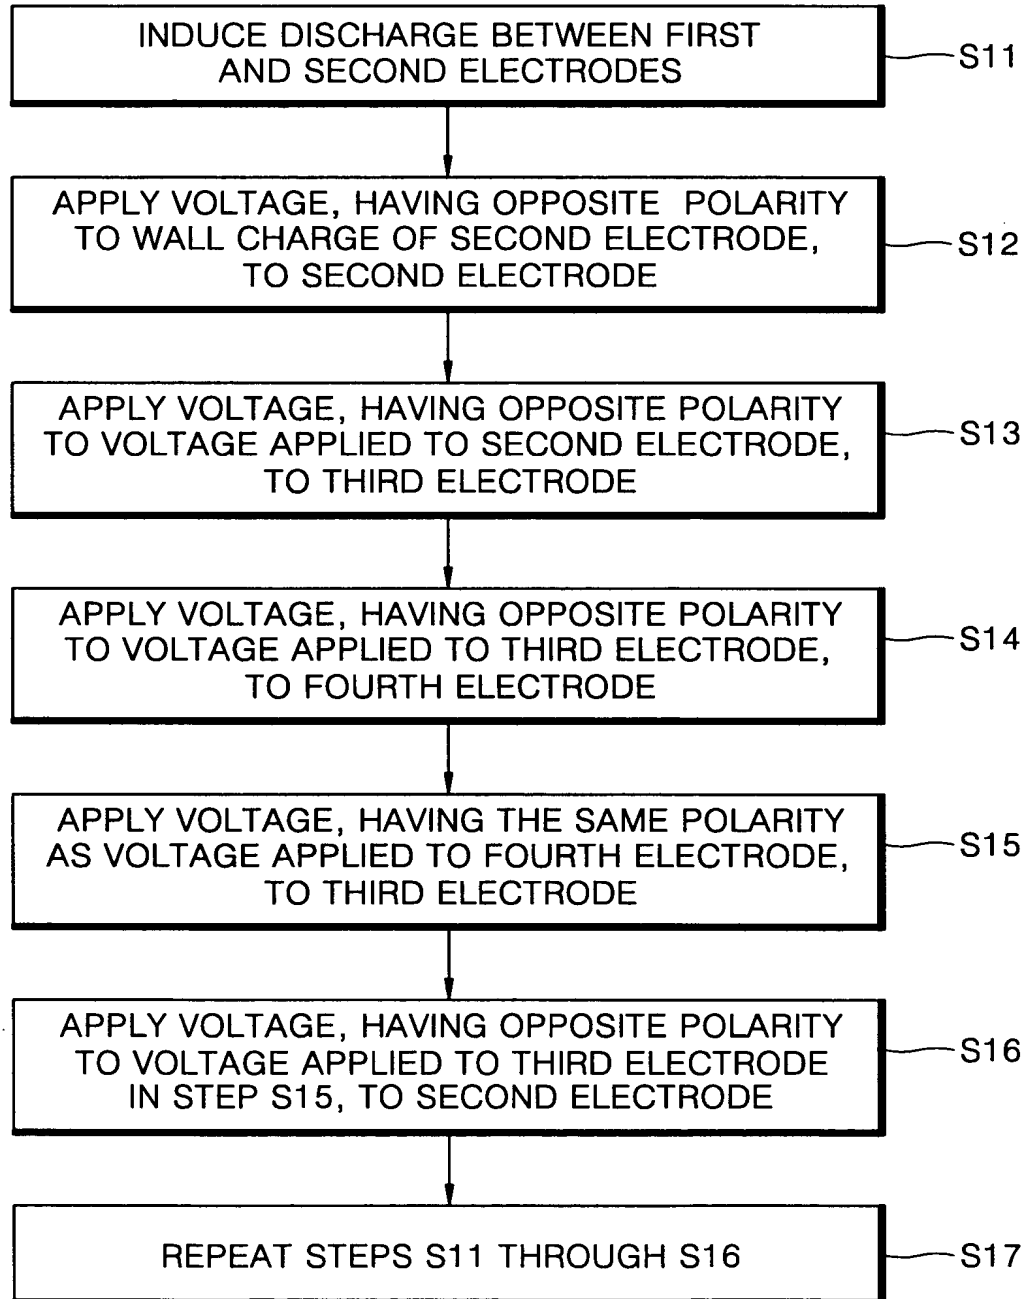 INDUCE DISCHARGE BETWEEN FIRST
AND SECOND ELECTRODES
S11
APPLY VOLTAGE, HAVING OPPOSITE POLARITY
TO WALL CHARGE OF SECOND ELECTRODE,
TO SECOND ELECTRODE
S12
APPLY VOLTAGE, HAVING OPPOSITE POLARITY
TO VOLTAGE APPLIED TO SECOND ELECTRODE,
TO THIRD ELECTRODE
S13
APPLY VOLTAGE, HAVING OPPOSITE POLARITY
TO VOLTAGE APPLIED TO THIRD ELECTRODE,
TO FOURTH ELECTRODE
S14
APPLY VOLTAGE, HAVING THE SAME POLARITY
AS VOLTAGE APPLIED TO FOURTH ELECTRODE,
TO THIRD ELECTRODE
S15
APPLY VOLTAGE, HAVING OPPOSITE POLARITY
TO VOLTAGE APPLIED TO THIRD ELECTRODE
IN STEP S15, TO SECOND ELECTRODE
S16
REPEAT STEPS S11 THROUGH S16
S17